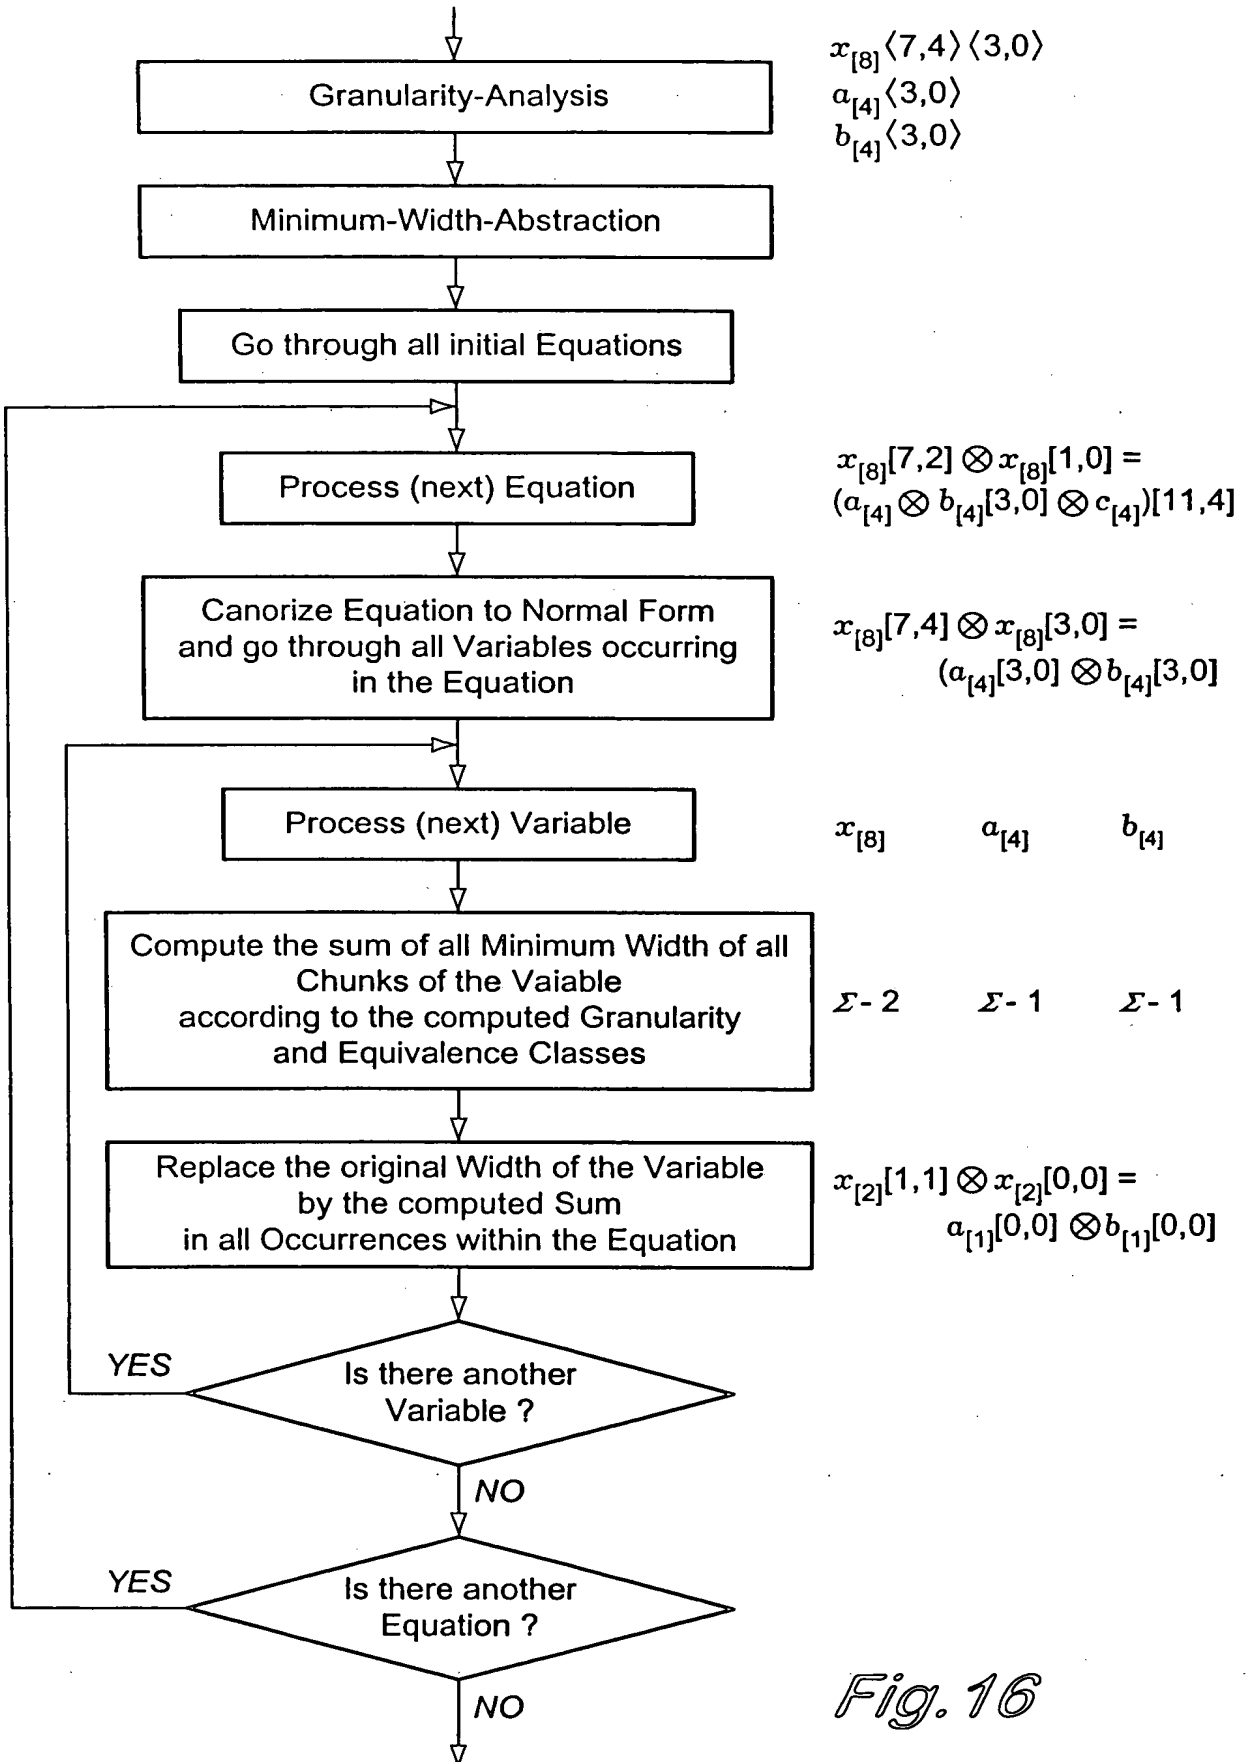 x[8]⟨7,4⟩⟨3,0⟩
Granularity-Analysis
a[4]⟨3,0⟩
b[4]⟨3,0⟩
Minimum-Width-Abstraction
Go through all initial Equations
Process (next) Equation
x[8][7,2] ⊗ x[8][1,0] =
(a[4] ⊗ b[4][3,0] ⊗ c[4])[11,4]
Canorize Equation to Normal Form
and go through all Variables occurring
in the Equation
x[8][7,4] ⊗ x[8][3,0] =
(a[4][3,0] ⊗ b[4][3,0]
Process (next) Variable
x[8] a[4] b[4]
Compute the sum of all Minimum Width of all
Chunks of the Vaiable
according to the computed Granularity
and Equivalence Classes
Σ- 2 Σ- 1 Σ- 1
Replace the original Width of the Variable
by the computed Sum
in all Occurrences within the Equation
x[2][1,1] ⊗ x[2][0,0] =
a[1][0,0] ⊗ b[1][0,0]
YES
Is there another
Variable ?
NO
YES
Is there another
Equation ?
NO
Fig. 16